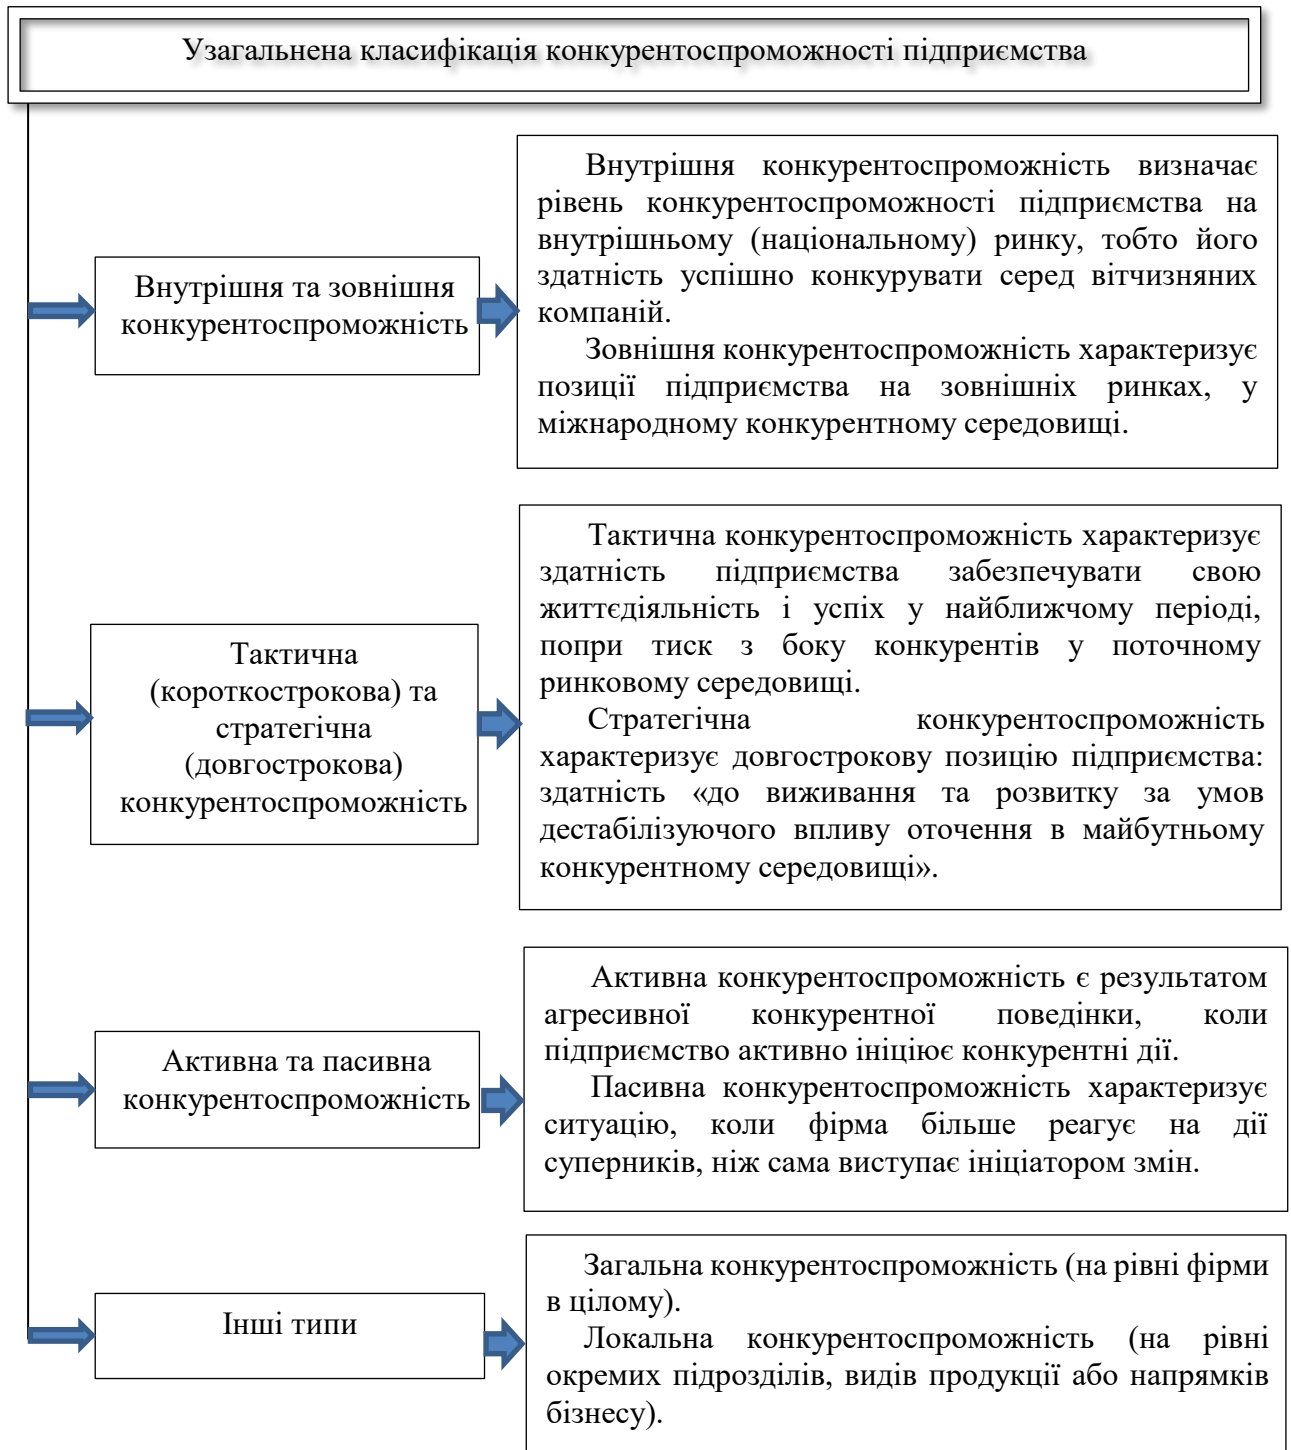 Узагальнена класифікація конкурентоспроможності підприємства
Внутрішня та зовнішня
конкурентоспроможність
Внутрішня конкурентоспроможність визначає
рівень конкурентоспроможності підприємства на
внутрішньому (національному) ринку, тобто його
здатність успішно конкурувати серед вітчизняних
компаній.
Зовнішня конкурентоспроможність характеризує
позиції підприємства на зовнішніх ринках, у
міжнародному конкурентному середовищі.
Тактична
(короткострокова) та
стратегічна
(довгострокова)
конкурентоспроможність
Тактична конкурентоспроможність характеризує
здатність підприємства забезпечувати свою
життєдіяльність і успіх у найближчому періоді,
попри тиск з боку конкурентів у поточному
ринковому середовищі.
Стратегічна конкурентоспроможність
характеризує довгострокову позицію підприємства:
здатність «до виживання та розвитку за умов
дестабілізуючого впливу оточення в майбутньому
конкурентному середовищі».
Активна та пасивна
конкурентоспроможність
Активна конкурентоспроможність є результатом
агресивної конкурентної поведінки, коли
підприємство активно ініціює конкурентні дії.
Пасивна конкурентоспроможність характеризує
ситуацію, коли фірма більше реагує на дії
суперників, ніж сама виступає ініціатором змін.
Інші типи
Загальна конкурентоспроможність (на рівні фірми
в цілому).
Локальна конкурентоспроможність (на рівні
окремих підрозділів, видів продукції або напрямків
бізнесу).